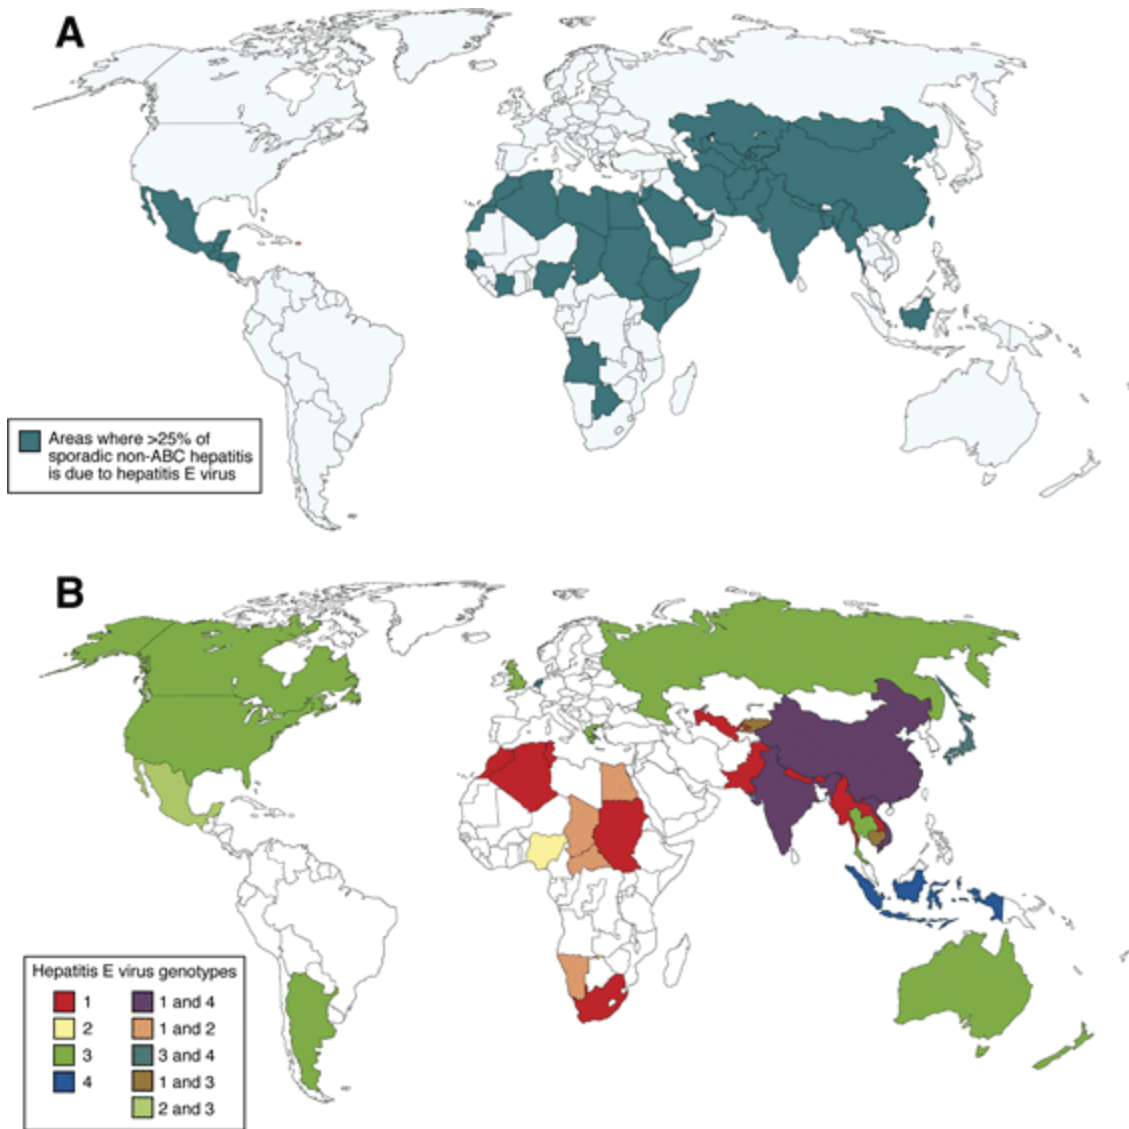 A
Areas where >25% of
sporadic non-ABC hepatitis
is due to hepatitis E virus
B
Hepatitis E virus genotypes
1
1 and 4
2
1 and 2
3
3 and 4
4
1 and 3
2 and 3